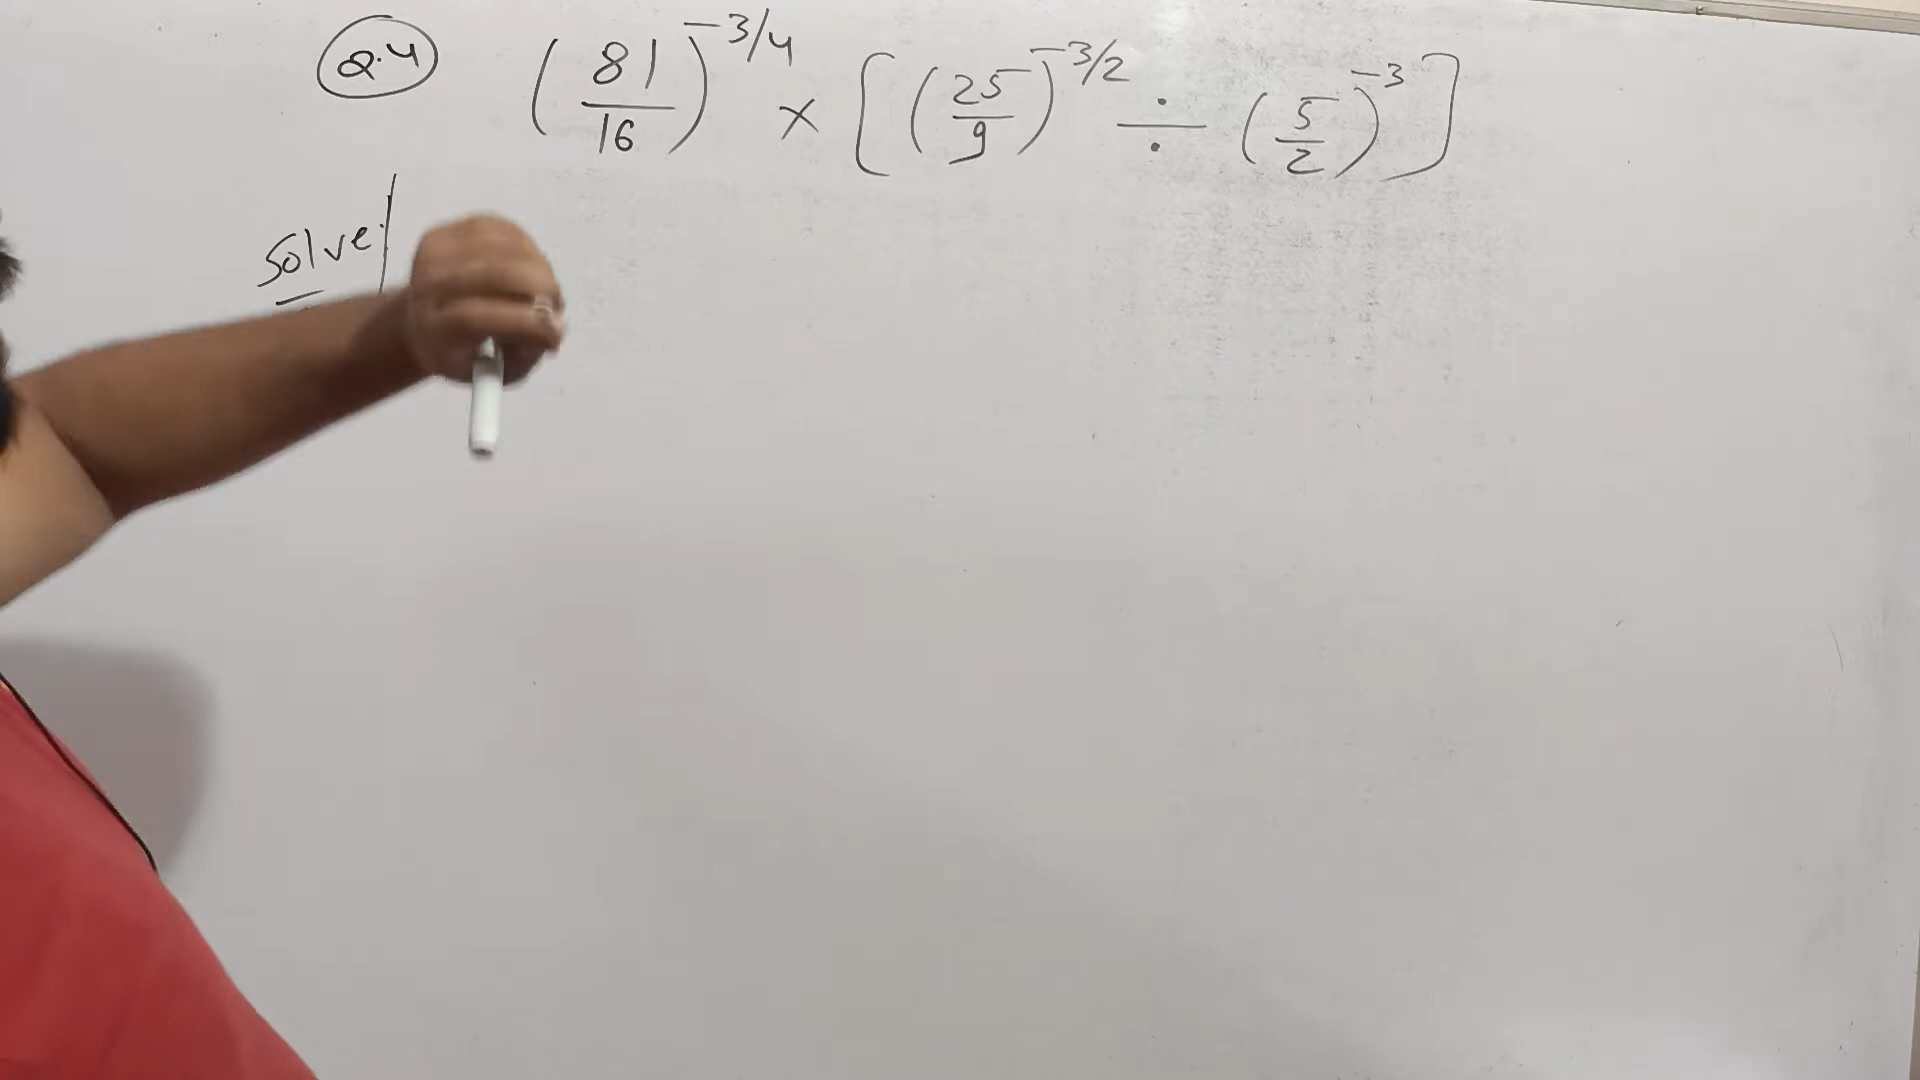 Q.4 (81/16)^-3/4 × [(25/9)^-3/2 ÷ (5/2)^-3]
Solve